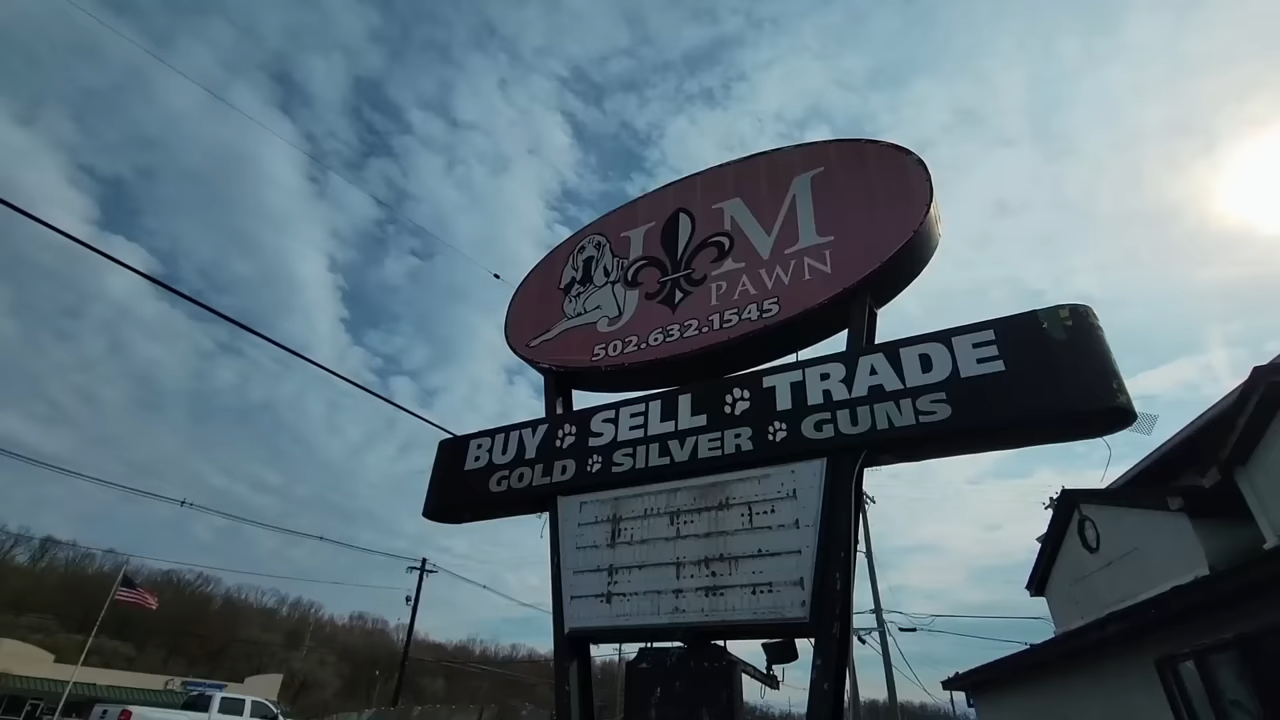 JM
PAWN
502.632.1545
BUY SELL TRADE
GOLD SILVER GUNS